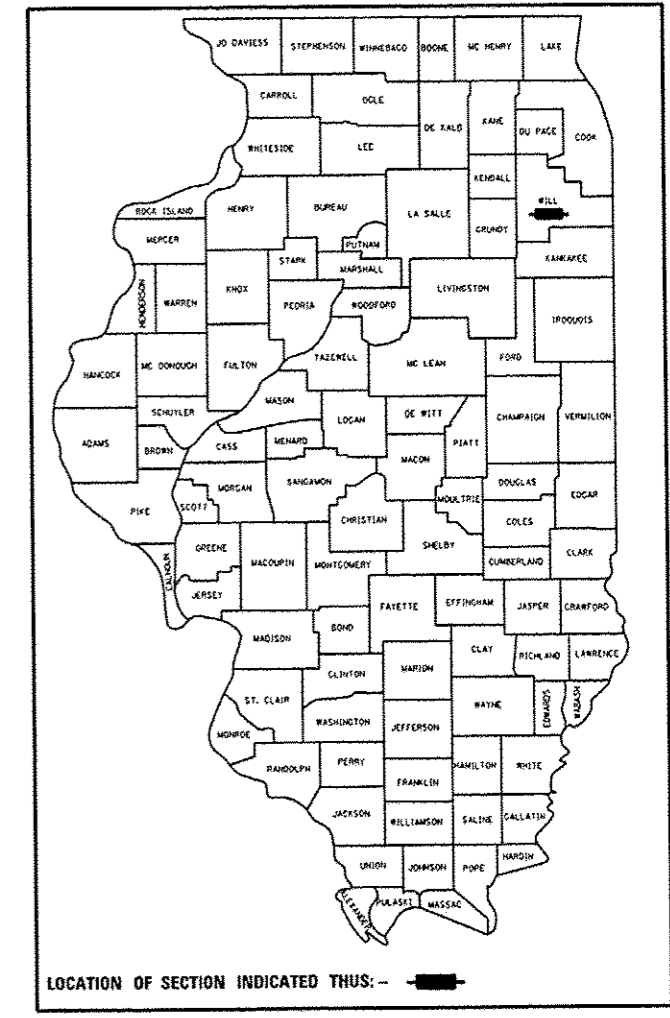 JO DAVIESS STEPHENSON WINNEBAGO BOONE MC HENRY LAKE
CARROLL OGLE DE KALB KANE DU PAGE COOK
WHITESIDE LEE
KENDALL
WILL
ROCK ISLAND HENRY BUREAU LA SALLE GRUNDY
MERCER PUTNAM KANKAKEE
STARK MARSHALL
HENDERSON WARREN KNOX PEORIA WOODFORD LIVINGSTON IROQUOIS
HANCOCK MC DONOUGH FULTON TAZEWELL MC LEAN FORD
SCHUYLER MASON LOGAN DE WITT CHAMPAIGN VERMILION
ADAMS BROWN CASS MENARD PIATT
MACON
PIKE SCOTT MORGAN SANGAMON MOULTRIE DOUGLAS EDGAR
CHRISTIAN COLES
GREENE MACOUPIN MONTGOMERY SHELBY CUMBERLAND CLARK
CALHOUN JERSEY FAYETTE EFFINGHAM JASPER CRAWFORD
MADISON BOND CLAY RICHLAND LAWRENCE
CLINTON MARION
ST. CLAIR WAYNE EDWARDS WABASH
WASHINGTON JEFFERSON
MONROE
RANDOLPH PERRY HAMILTON WHITE
FRANKLIN
JACKSON WILLIAMSON SALINE GALLATIN
UNION JOHNSON POPE HARDIN
ALEXANDER PULASKI MASSAC
LOCATION OF SECTION INDICATED THUS: -